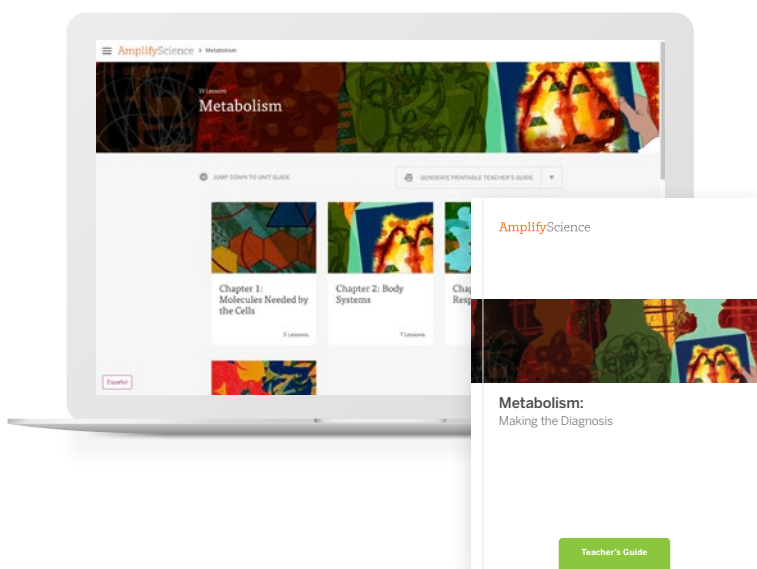 AmplifyScience > Metabolism
19 Lessons
Metabolism
JUMP DOWN TO UNIT GUIDE
GENERATE PRINTABLE TEACHER'S GUIDE
Chapter 1:
Molecules Needed by
the Cells
3 Lessons
Chapter 2: Body
Systems
7 Lessons
Chap
Resp
Español
AmplifyScience
Metabolism:
Making the Diagnosis
Teacher's Guide